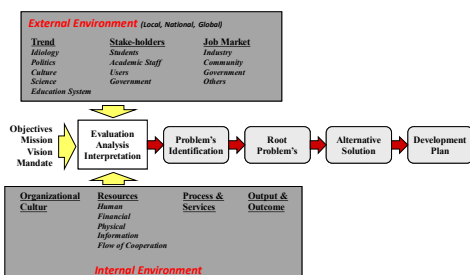 External Environment (Local, National, Global)
Trend
Idiology
Politics
Culture
Science
Education System
Stake-holders
Students
Academic Staff
Users
Government
Job Market
Industry
Community
Government
Others
Objectives
Mission
Vision
Mandate
Evaluation
Analysis
Interpretation
Problem's
Identification
Root
Problem's
Alternative
Solution
Development
Plan
Organizational
Cultur
Resources
Human
Financial
Physical
Information
Flow of Cooperation
Process &
Services
Output &
Outcome
Internal Environment